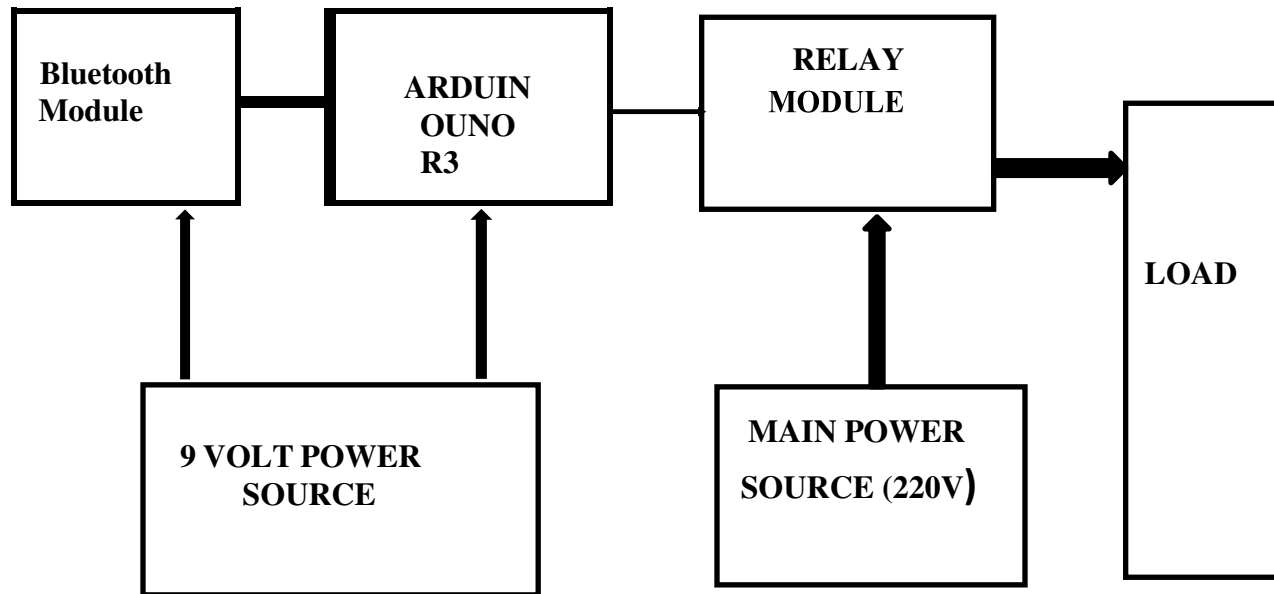 Bluetooth
Module
ARDUIN
OUNO
R3
RELAY
MODULE
LOAD
9 VOLT POWER
SOURCE
MAIN POWER
SOURCE (220V)